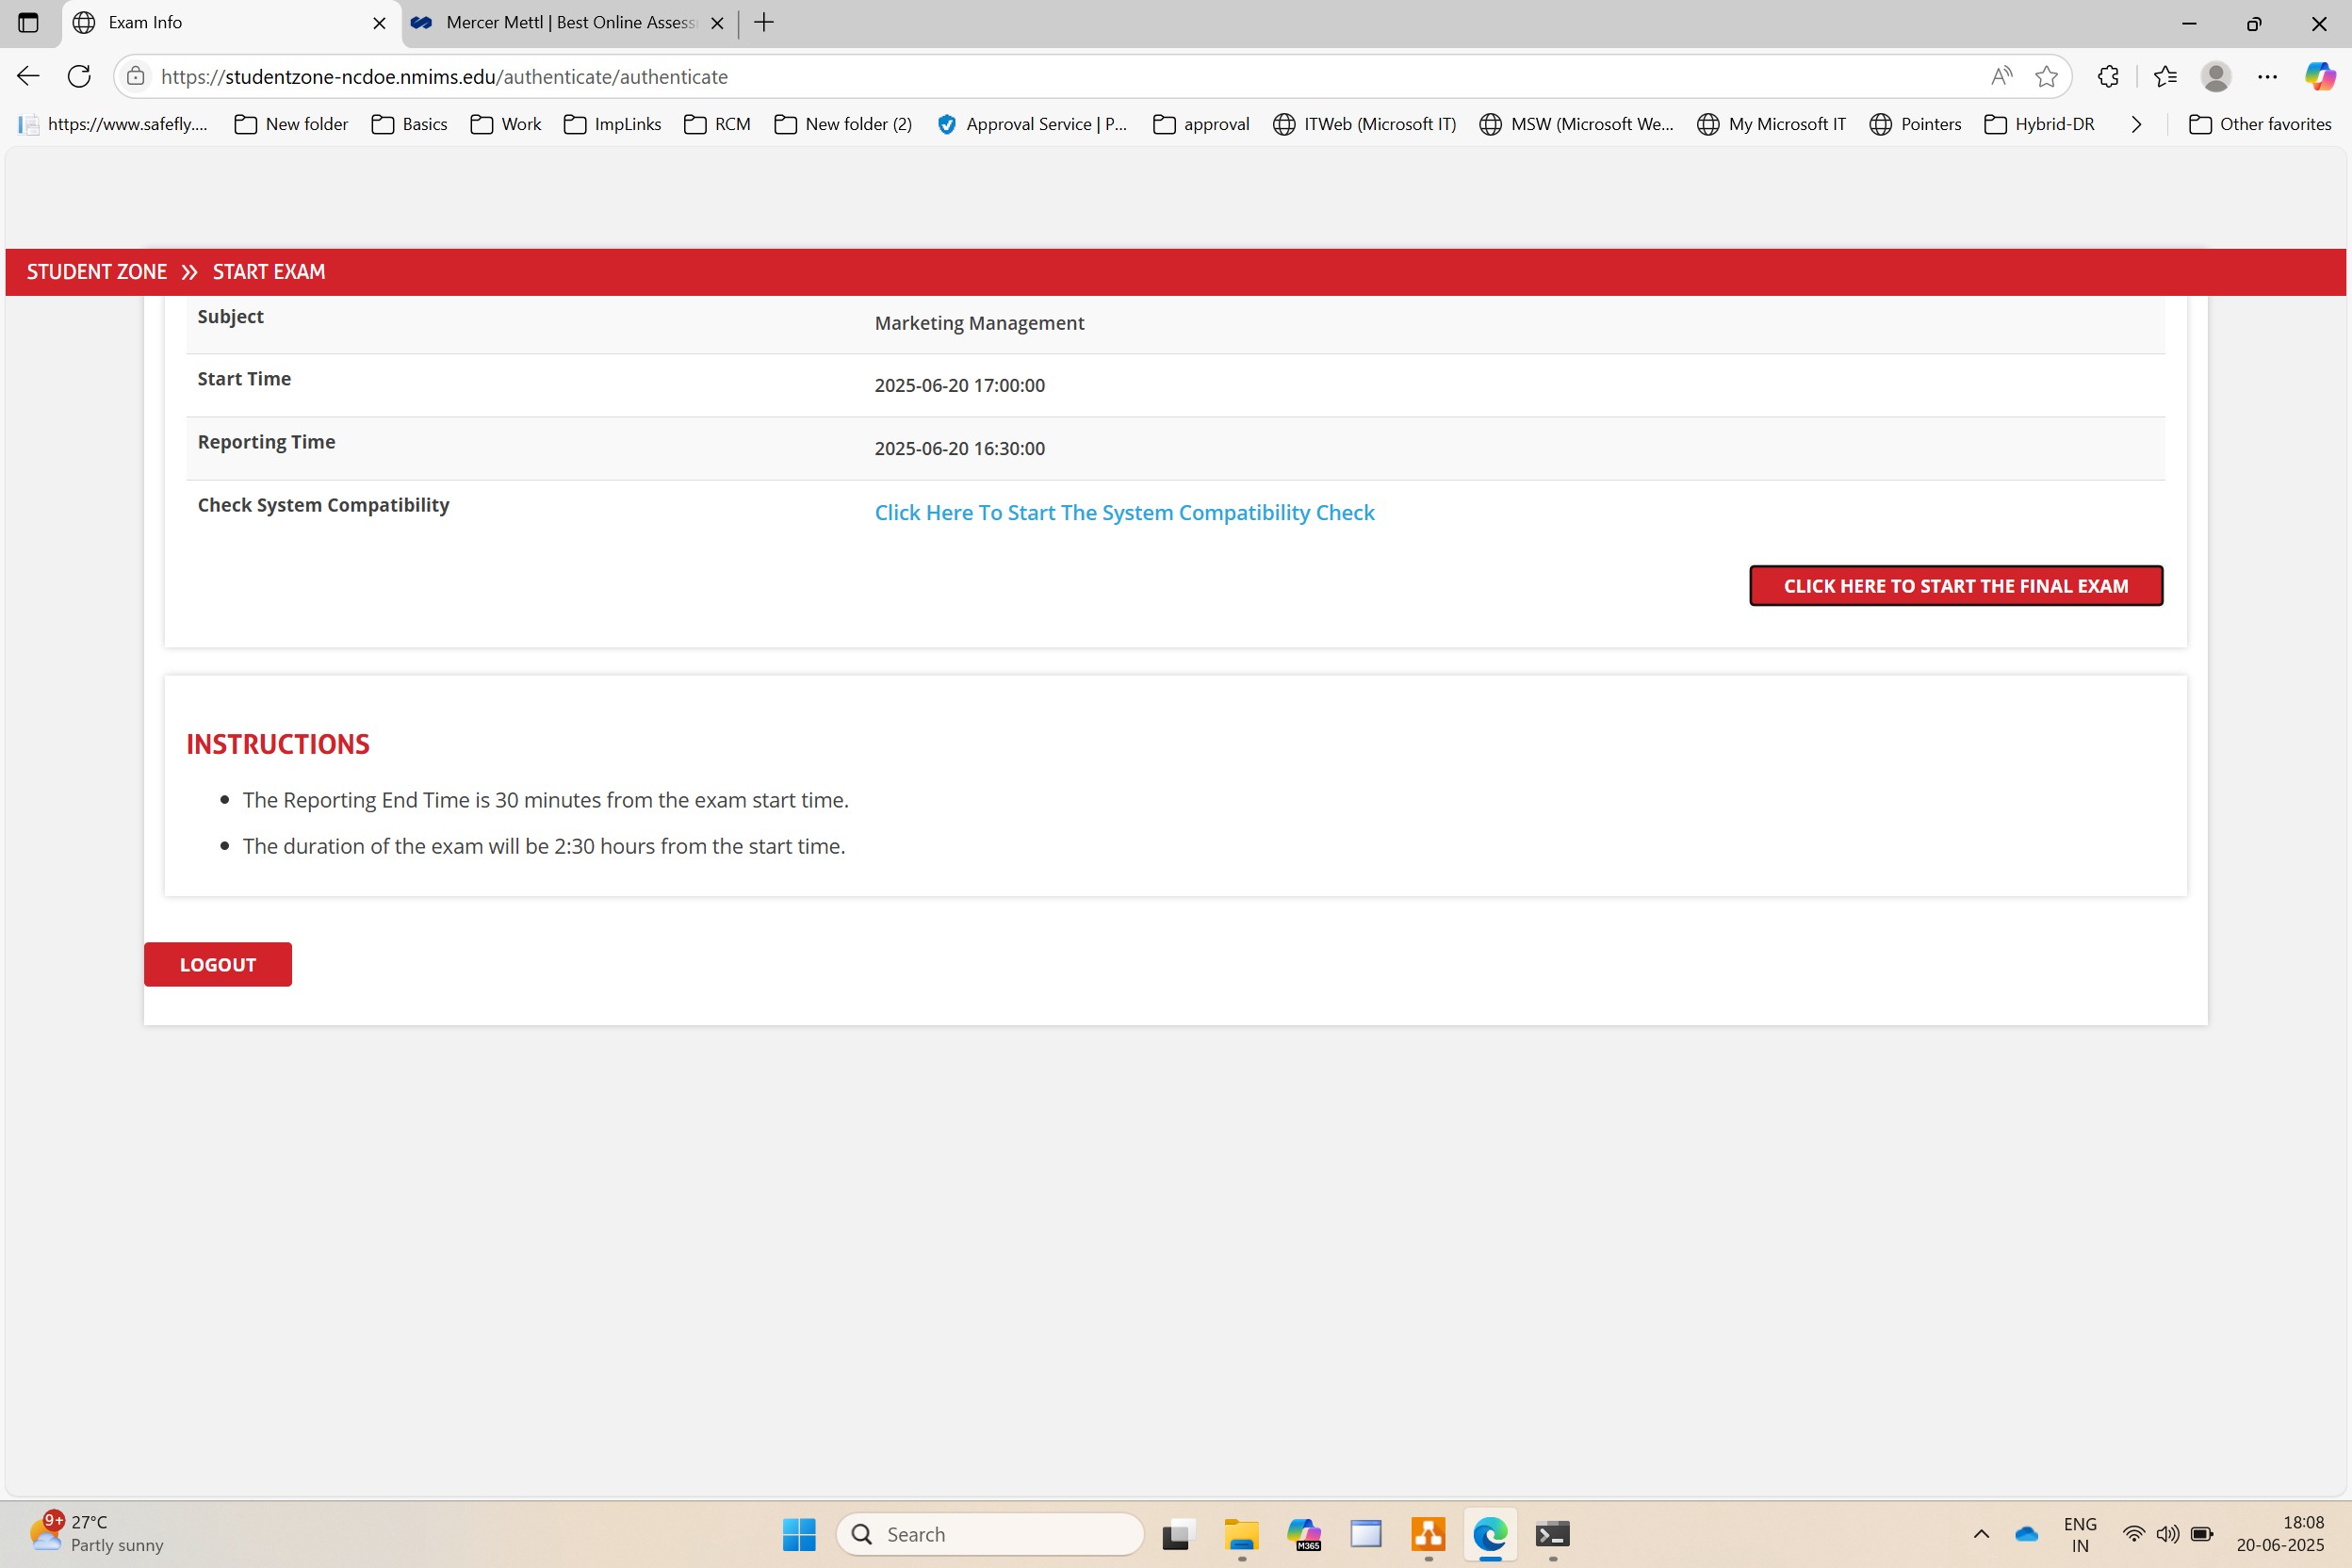 Exam Info
Mercer Mettl | Best Online Assess
https://studentzone-ncdoe.nmims.edu/authenticate/authenticate
https://www.safefly.... New folder Basics Work ImpLinks RCM New folder (2) Approval Service | P... approval ITWeb (Microsoft IT) MSW (Microsoft We... My Microsoft IT Pointers Hybrid-DR Other favorites
STUDENT ZONE » START EXAM
Subject Marketing Management
Start Time 2025-06-20 17:00:00
Reporting Time 2025-06-20 16:30:00
Check System Compatibility Click Here To Start The System Compatibility Check
CLICK HERE TO START THE FINAL EXAM
INSTRUCTIONS
• The Reporting End Time is 30 minutes from the exam start time.
• The duration of the exam will be 2:30 hours from the start time.
LOGOUT
9+
27°C
Partly sunny
Search
M365
ENG
IN
18:08
20-06-2025